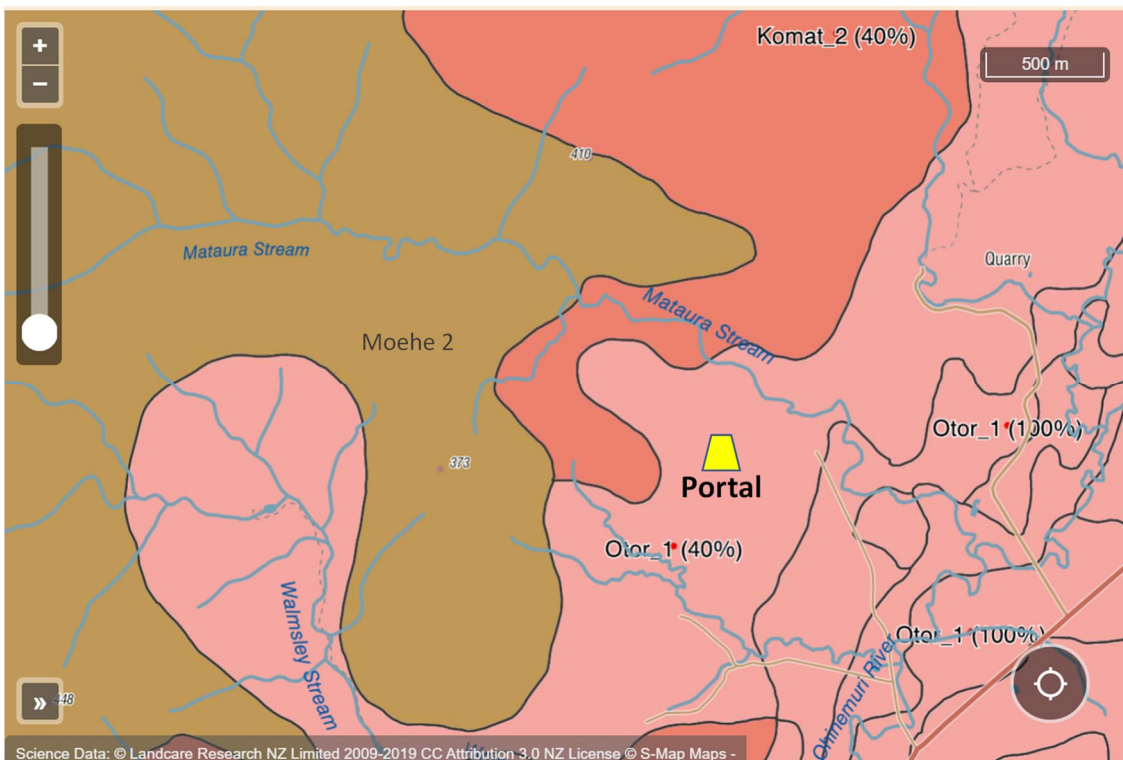 +
−
Komat_2 (40%)
500 m
410
Mataura Stream
Quarry
Mataura Stream
Moehe 2
Otor_1 (100%)
373
Portal
Otor_1 (40%)
Walmsley Stream
Otor_1 (100%)
Ohinemuri River
»
448
Science Data: © Landcare Research NZ Limited 2009-2019 CC Attribution 3.0 NZ License © S-Map Maps -